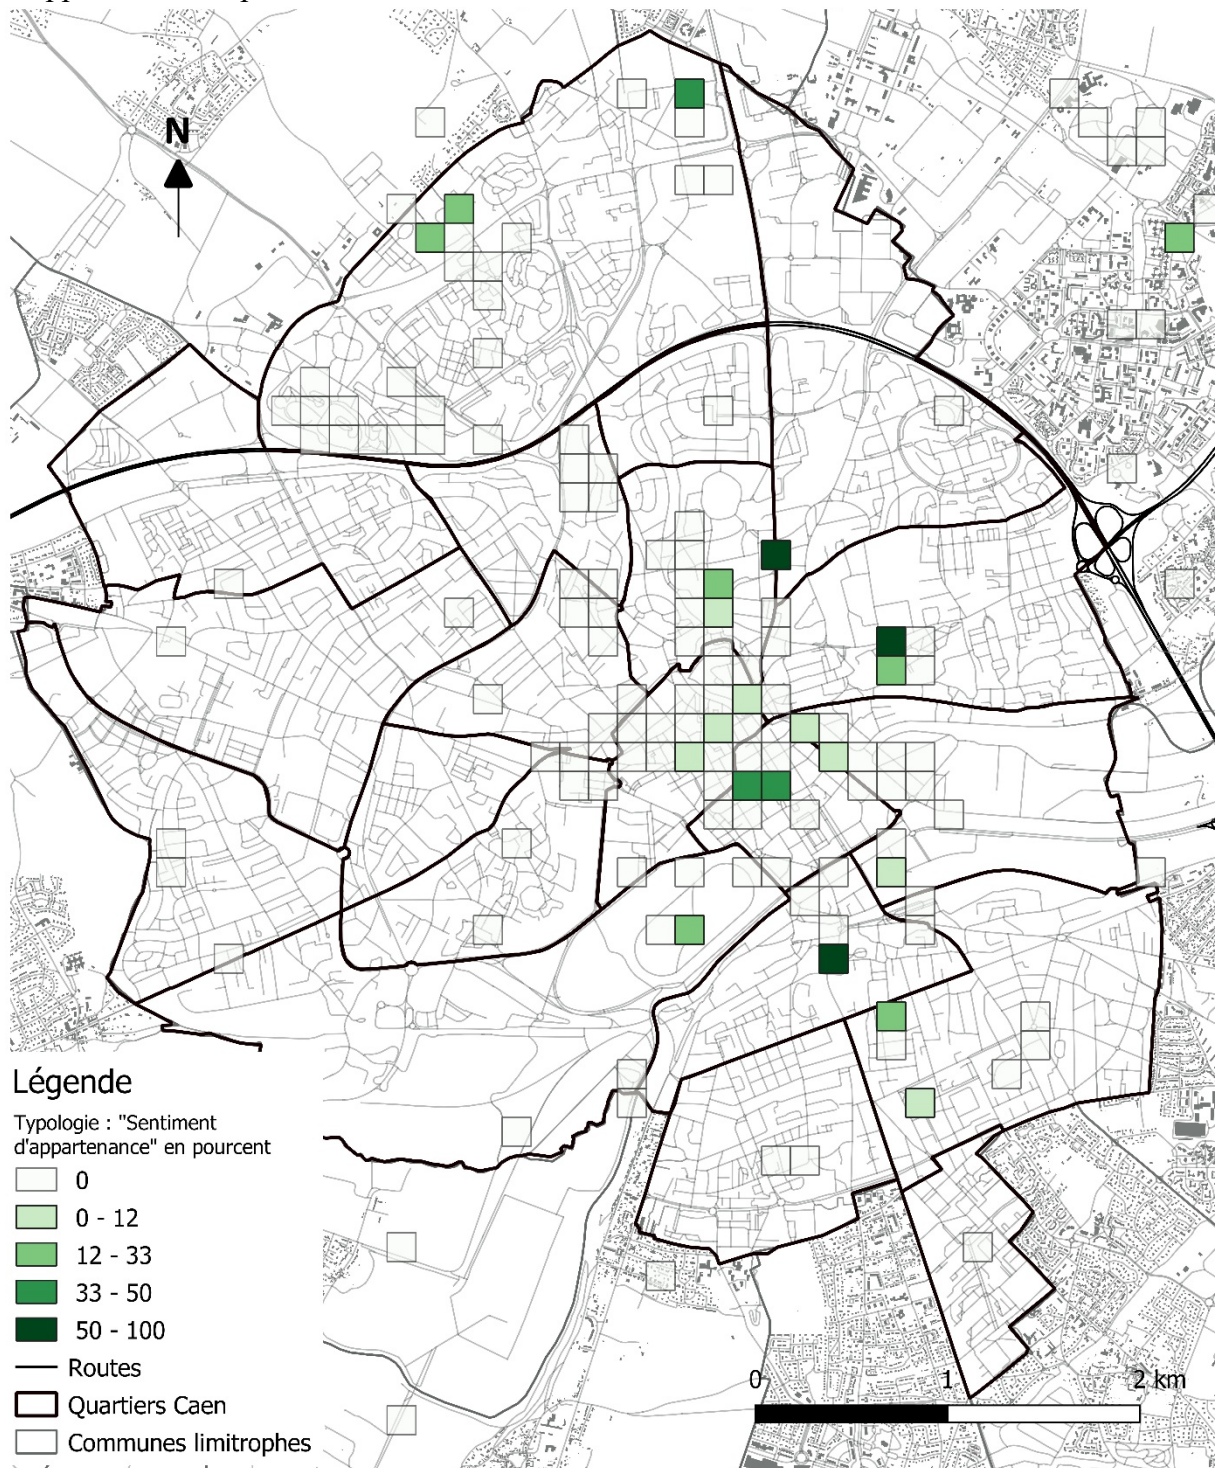 N
Légende
Typologie : "Sentiment
d'appartenance" en pourcent
0
0 - 12
12 - 33
33 - 50
50 - 100
Routes
Quartiers Caen
Communes limitrophes
0 1 2 km